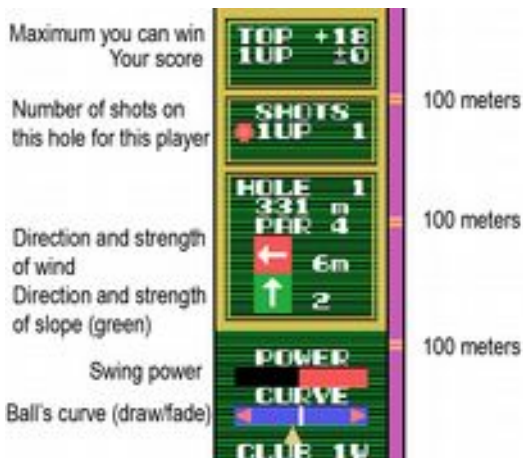 Maximum you can win
Your score
TOP +18
1UP ±0
100 meters
Number of shots on
this hole for this player
SHOTS
1UP 1
HOLE 1
331 m
PAR 4
100 meters
Direction and strength
of wind
6m
Direction and strength
of slope (green)
2
100 meters
POWER
Swing power
CURVE
Ball's curve (draw/fade)
CLUB 1W